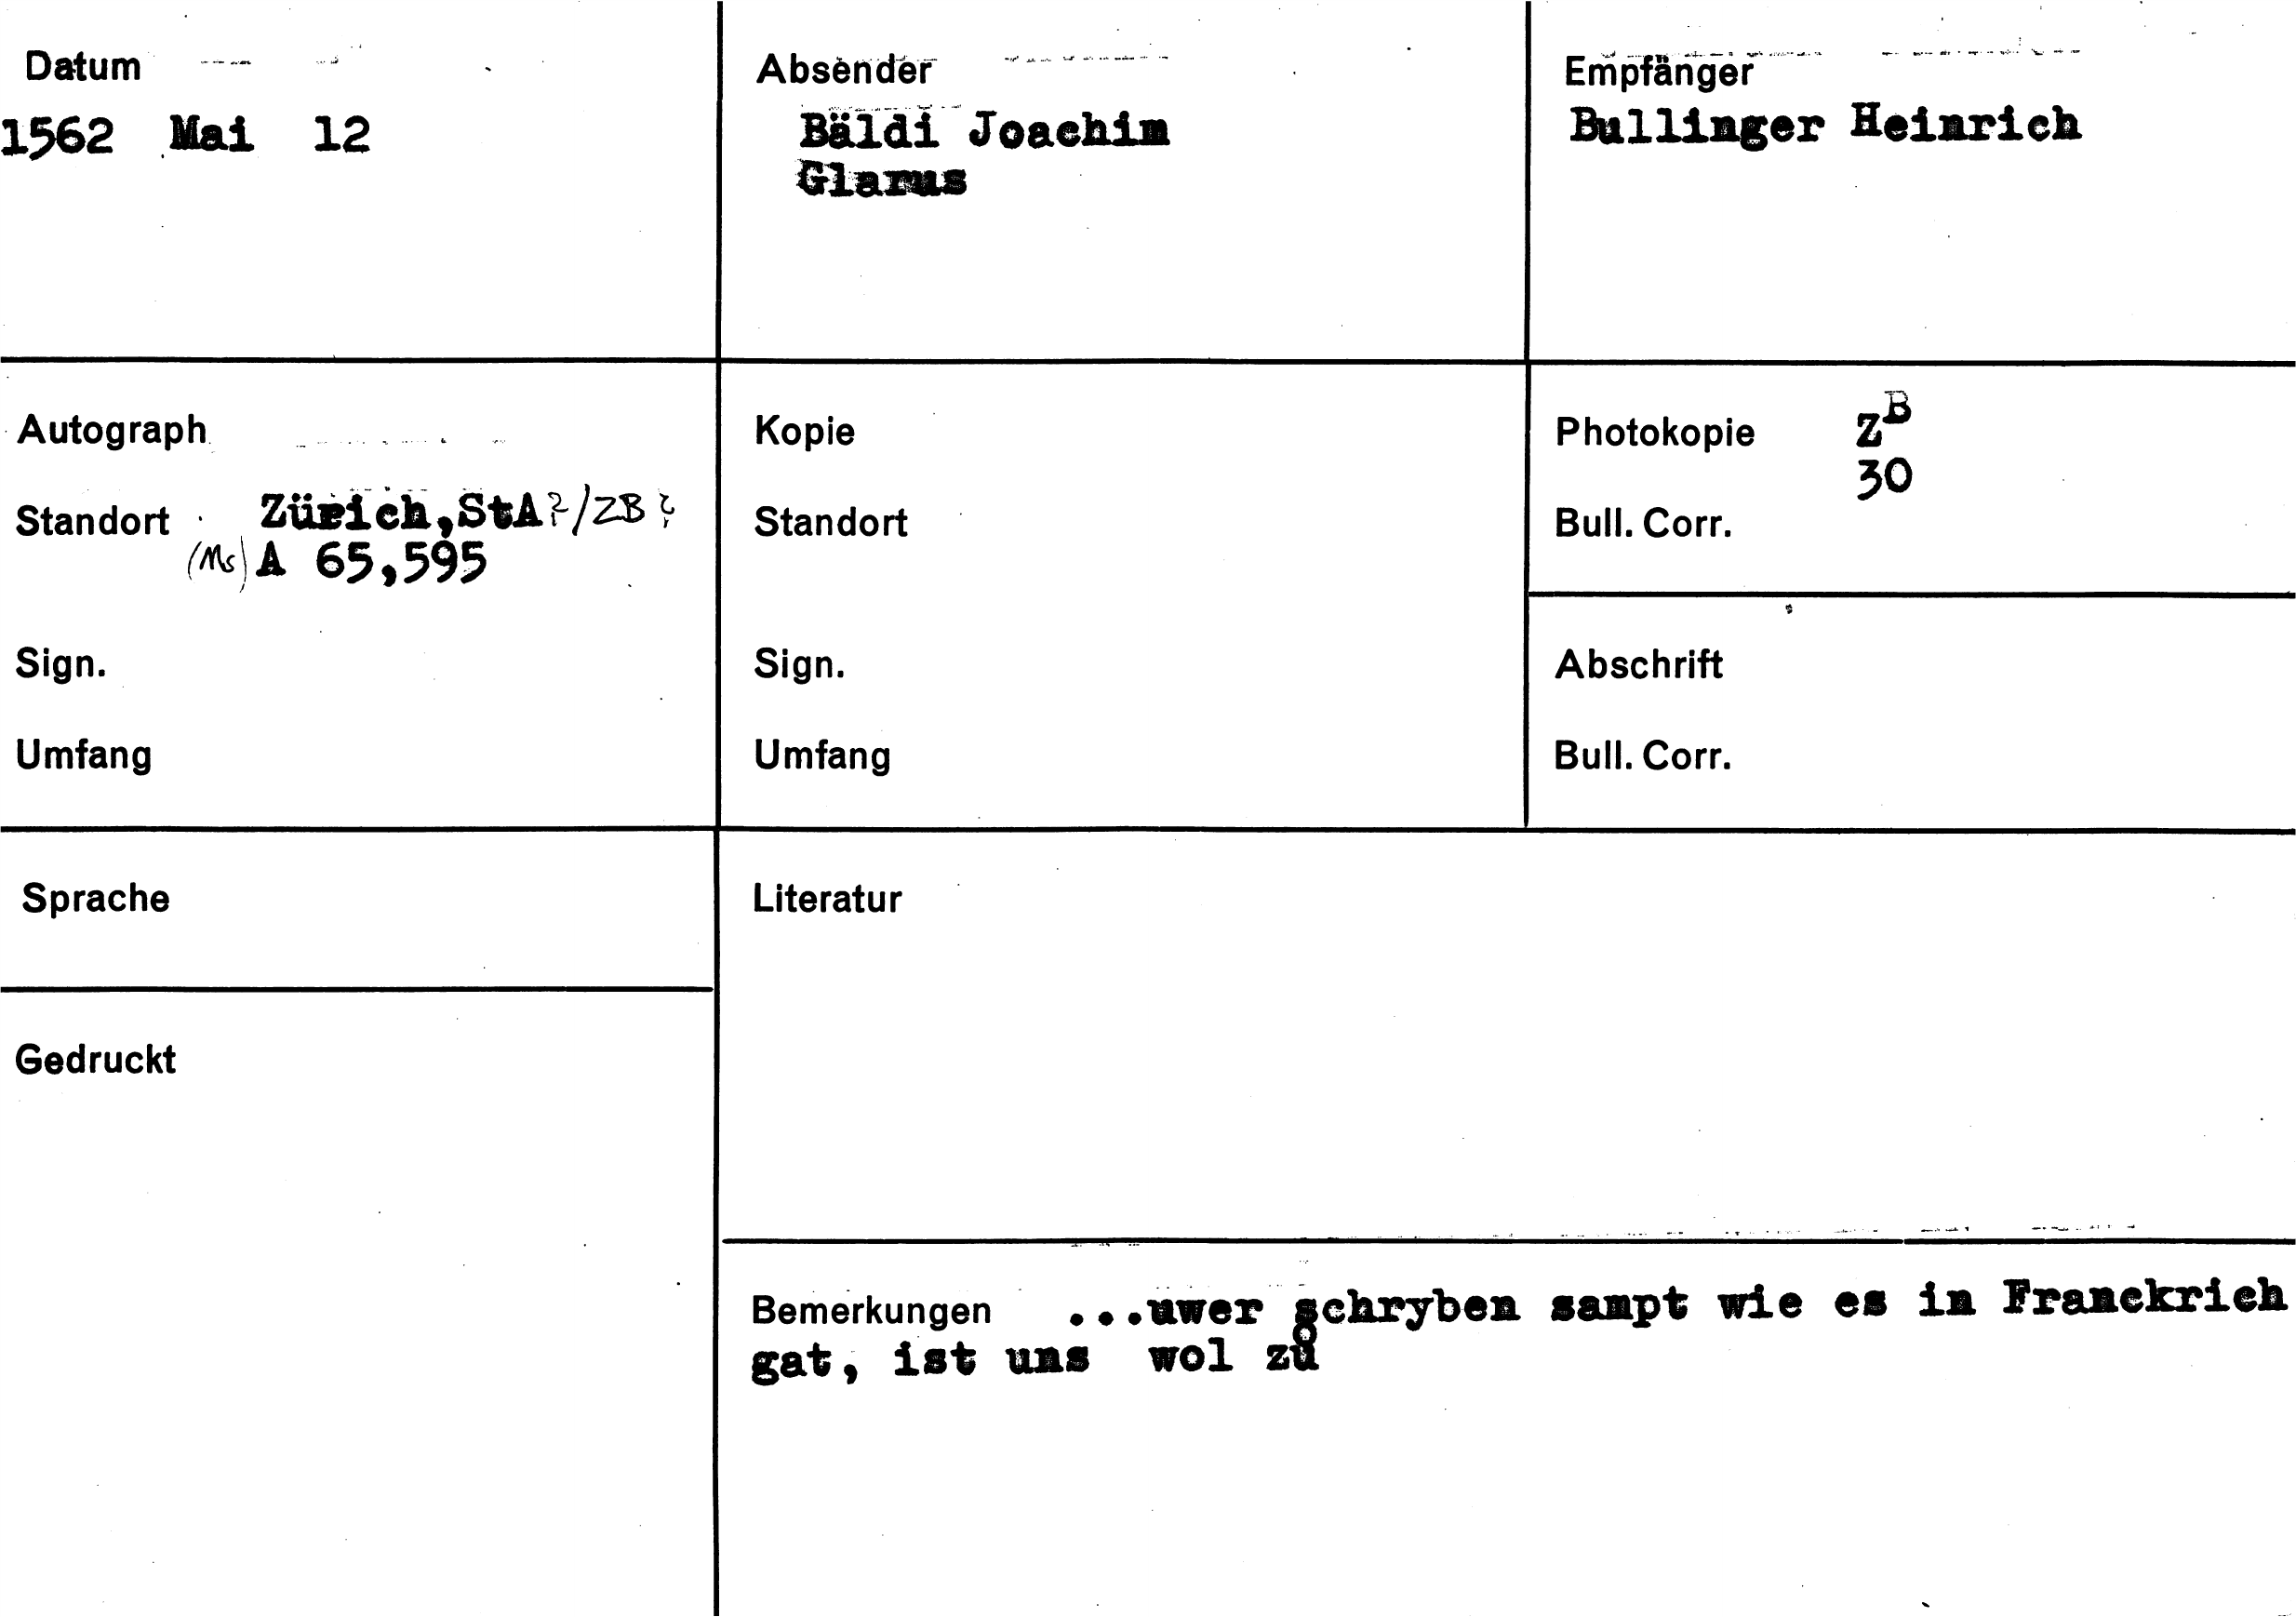 Datum
1562 Mai 12
Absender
Bäldi Joachim
Glarus
Empfänger
Bullinger Heinrich
Autograph
Standort Zürich,StA?/ZB?
(Ms) A 65,595
Sign.
Umfang
Kopie
Standort
Sign.
Umfang
Photokopie Z^B
30
Bull. Corr.
Abschrift
Bull. Corr.
Sprache
Gedruckt
Literatur
Bemerkungen ...uwer schryben sampt wie es in Franckrich
gat, ist uns wol zů